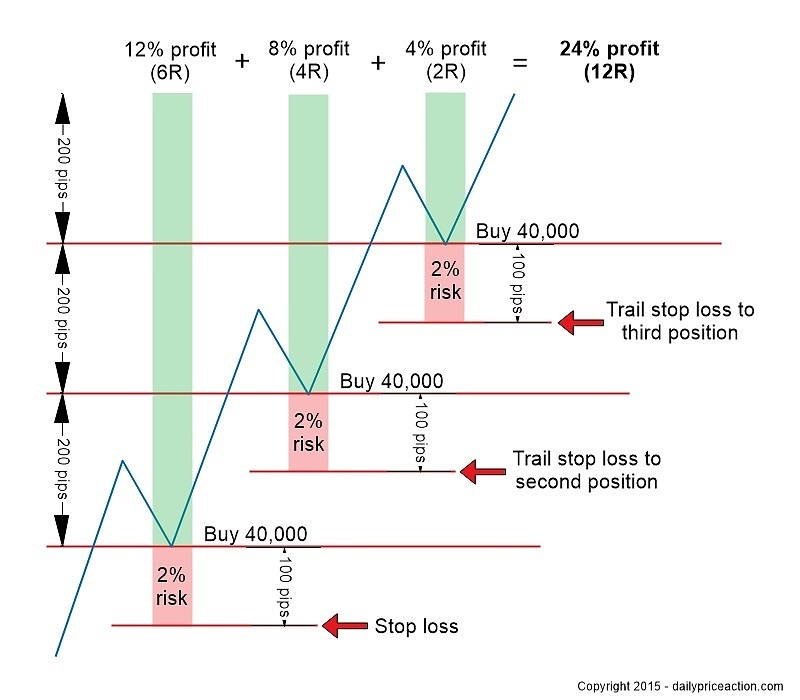 12% profit + 8% profit + 4% profit = 24% profit
(6R) (4R) (2R) (12R)
200 pips
Buy 40,000
2%
risk
100 pips
Trail stop loss to
third position
200 pips
Buy 40,000
2%
risk
100 pips
Trail stop loss to
second position
200 pips
Buy 40,000
2%
risk
100 pips
Stop loss
Copyright 2015 - dailypriceaction.com